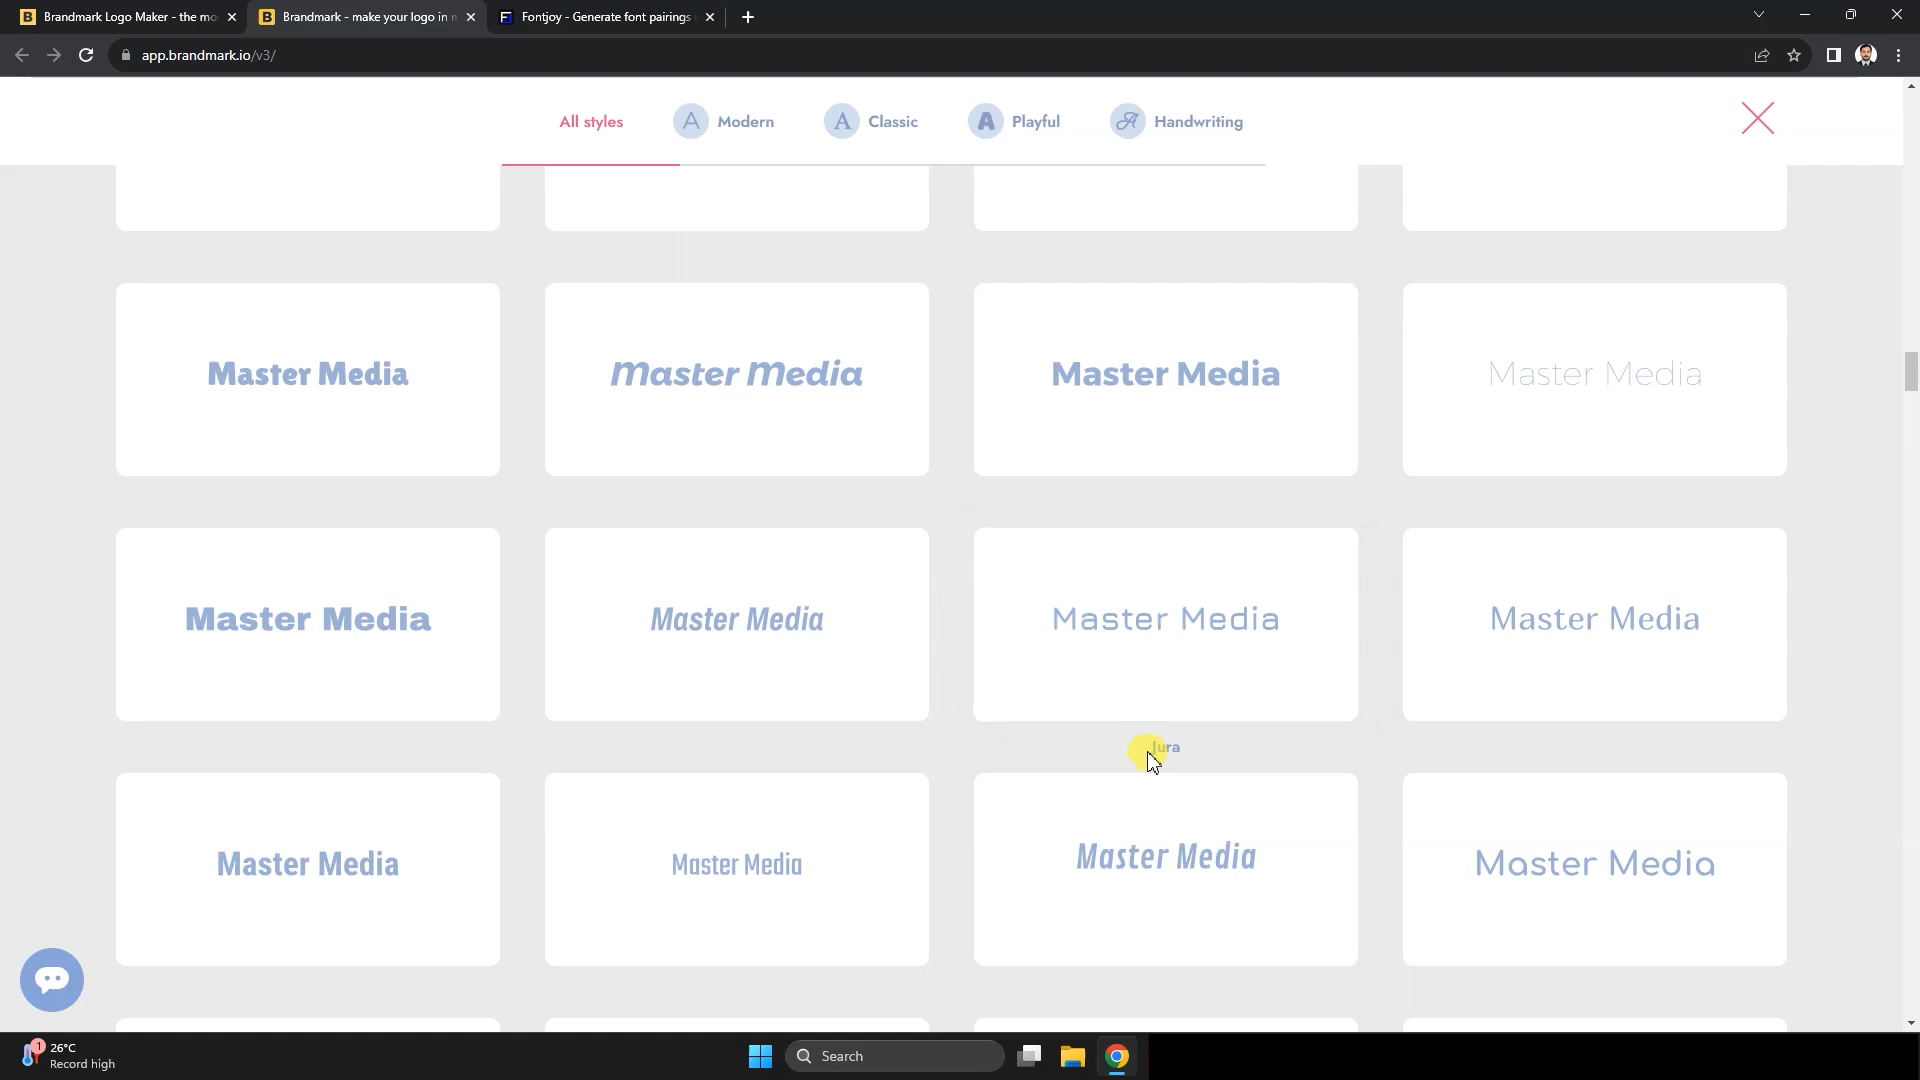 Brandmark Logo Maker - the mo
Brandmark - make your logo in m
Fontjoy - Generate font pairings i
app.brandmark.io/v3/
All styles
A Modern
A Classic
A Playful
A Handwriting
Master Media
Master Media
Master Media
Master Media
Master Media
Master Media
Master Media
Master Media
Jura
Master Media
Master Media
Master Media
Master Media
1
26°C
Record high
Search